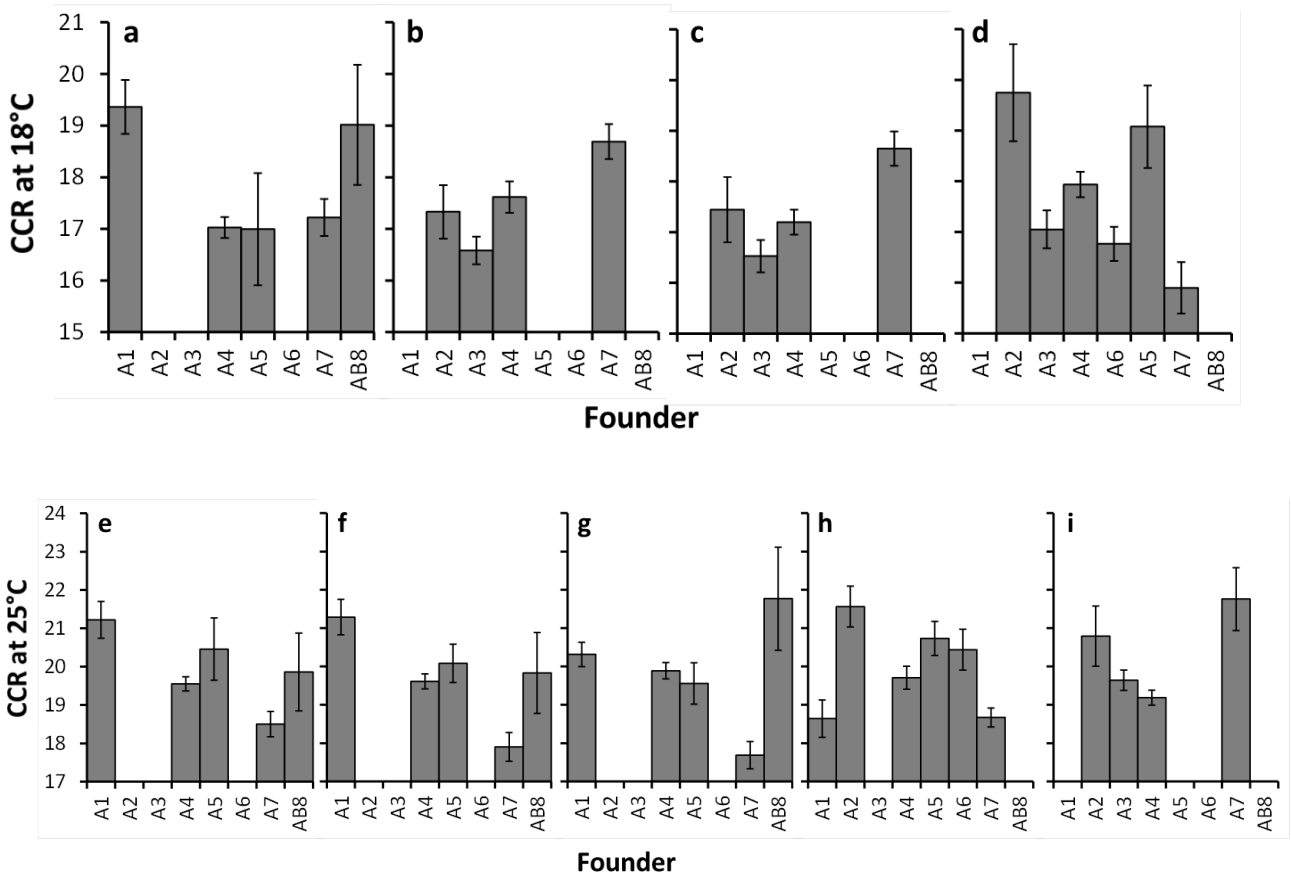 a b c d
21
20
19
18
17
16
15
CCR at 18°C
A1 A2 A3 A4 A5 A6 A7 AB8
A1 A2 A3 A4 A5 A6 A7 AB8
A1 A2 A3 A4 A5 A6 A7 AB8
A1 A2 A3 A4 A6 A5 A7 AB8
Founder
e f g h i
24
23
22
21
20
19
18
17
CCR at 25°C
A1 A2 A3 A4 A5 A6 A7 AB8
A1 A2 A3 A4 A5 A6 A7 AB8
A1 A2 A3 A4 A5 A6 A7 AB8
A1 A2 A3 A4 A5 A6 A7 AB8
A1 A2 A3 A4 A5 A6 A7 AB8
Founder